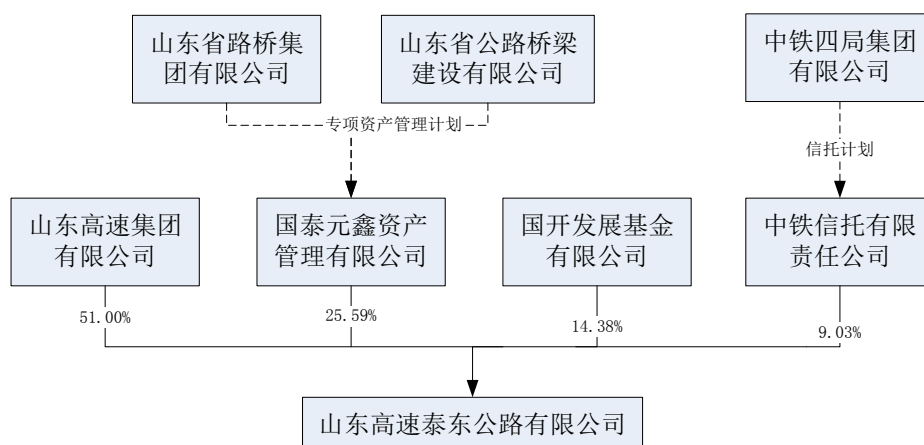 山东省路桥集
团有限公司
山东省公路桥梁
建设有限公司
中铁四局集团
有限公司
专项资产管理计划
信托计划
山东高速集团
有限公司
国泰元鑫资产
管理有限公司
国开发展基金
有限公司
中铁信托有限
责任公司
51.00%
25.59%
14.38%
9.03%
山东高速泰东公路有限公司